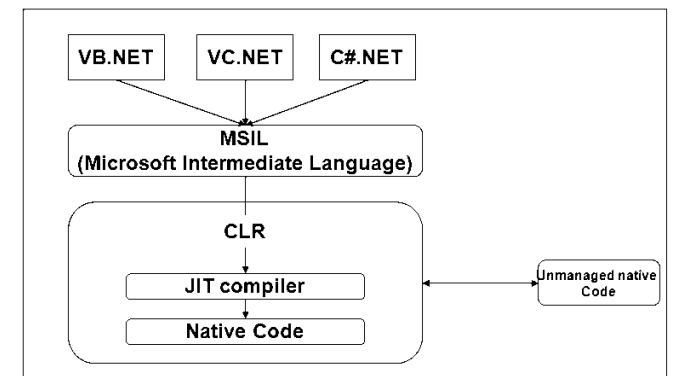 VB.NET
VC.NET
C#.NET
MSIL
(Microsoft Intermediate Language)
CLR
JIT compiler
Native Code
Unmanaged native
Code